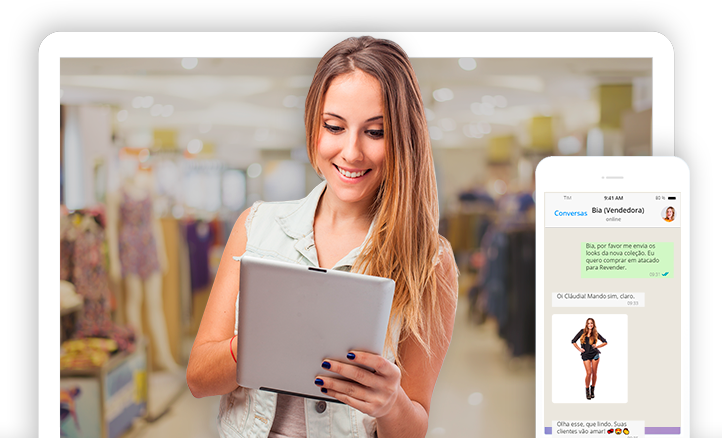 TIM 9:41 AM 80 %
Conversas Bia (Vendedora)
online
Bia, por favor me envia os
looks da nova coleção. Eu
quero comprar em atacado
para Revender.
09:31
Oi Cláudia! Mando sim, claro.
09:33
Olha esse, que lindo. Suas
clientes vão amar!